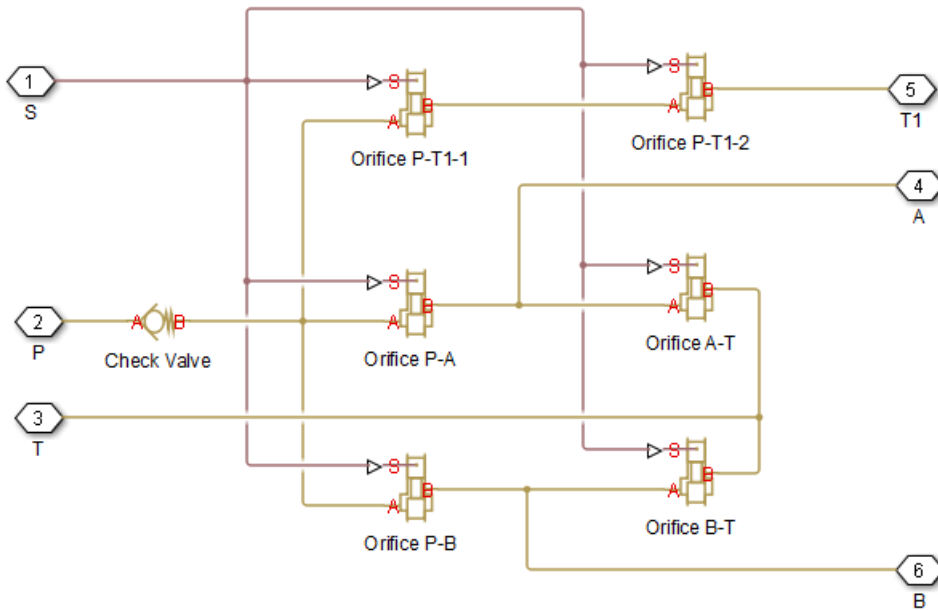 1
S
S
A
B
Orifice P-T1-1
S
A
B
Orifice P-T1-2
5
T1
4
A
2
P
A
B
Check Valve
S
A
B
Orifice P-A
S
A
B
Orifice A-T
3
T
S
A
B
Orifice P-B
S
A
B
Orifice B-T
6
B